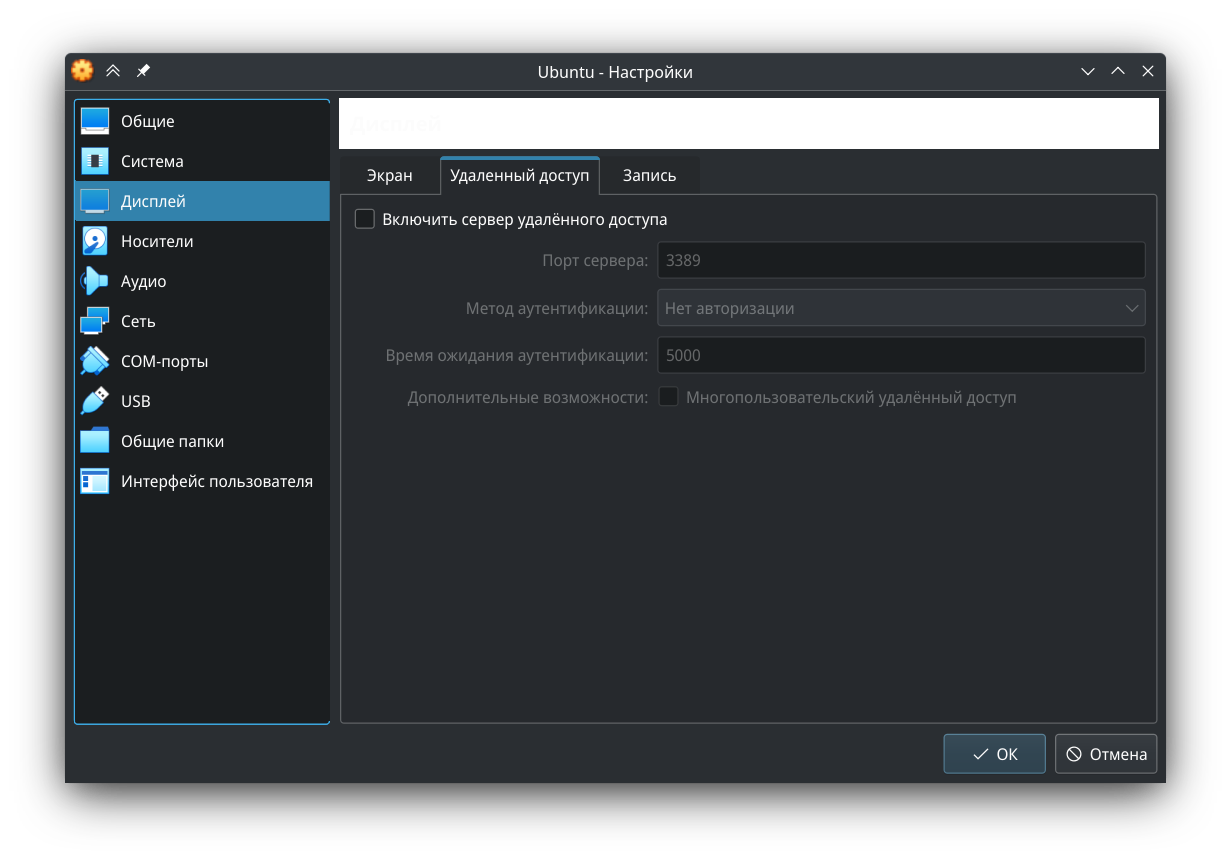 Ubuntu - Настройки
Общие
Система
Дисплей
Носители
Аудио
Сеть
COM-порты
USB
Общие папки
Интерфейс пользователя
Дисплей
Экран
Удаленный доступ
Запись
Включить сервер удалённого доступа
Порт сервера: 3389
Метод аутентификации: Нет авторизации
Время ожидания аутентификации: 5000
Дополнительные возможности: Многопользовательский удалённый доступ
ОК
Отмена